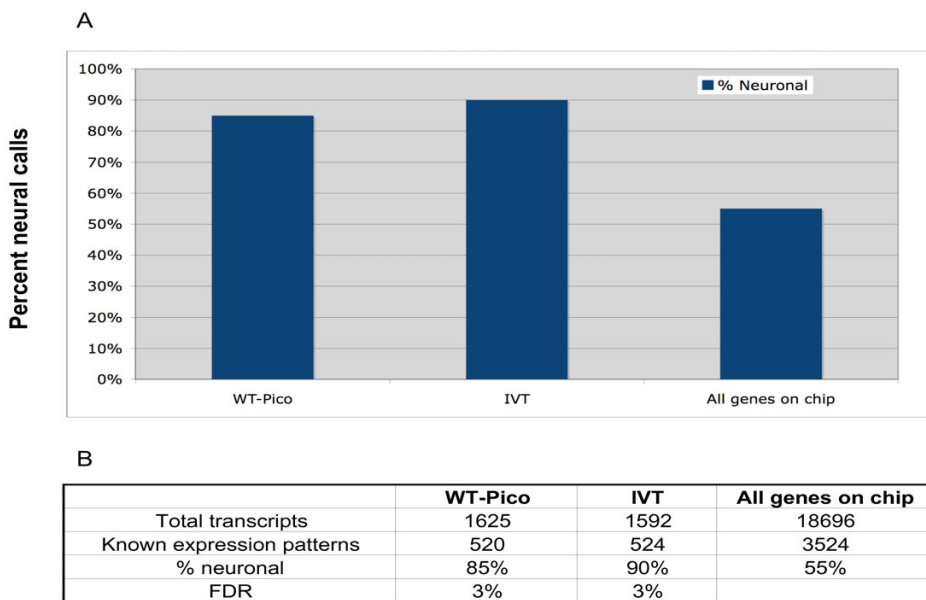 A
Percent neural calls
100%
90%
80%
70%
60%
50%
40%
30%
20%
10%
0%
% Neuronal
WT-Pico IVT All genes on chip
B
WT-Pico IVT All genes on chip
Total transcripts 1625 1592 18696
Known expression patterns 520 524 3524
% neuronal 85% 90% 55%
FDR 3% 3%